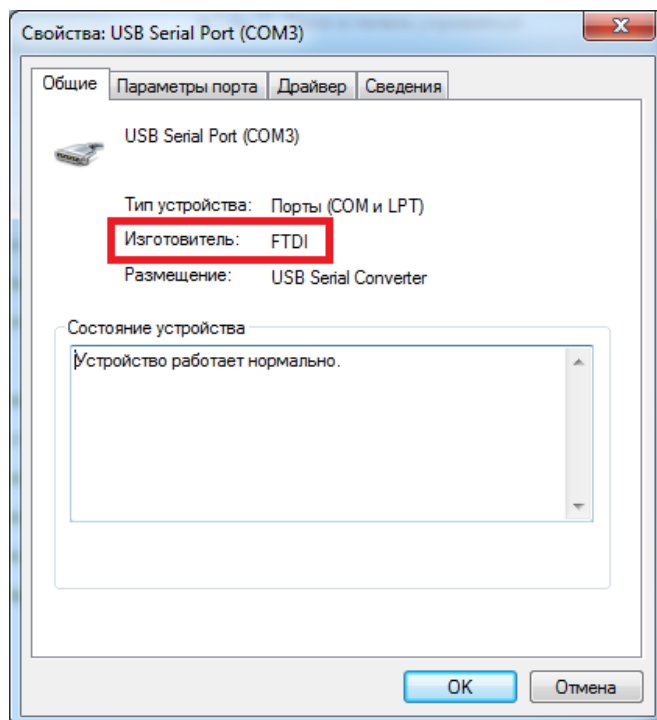 Свойства: USB Serial Port (COM3)
Общие Параметры порта Драйвер Сведения
USB Serial Port (COM3)
Тип устройства: Порты (COM и LPT)
Изготовитель: FTDI
Размещение: USB Serial Converter
Состояние устройства
Устройство работает нормально.
OK Отмена